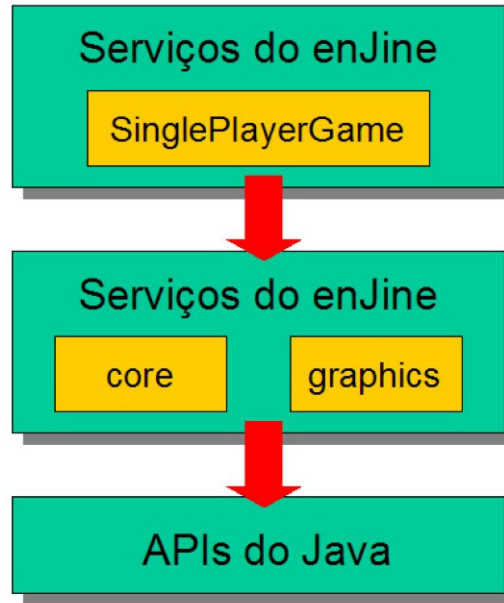 Serviços do enJine
SinglePlayerGame
Serviços do enJine
core graphics
APIs do Java